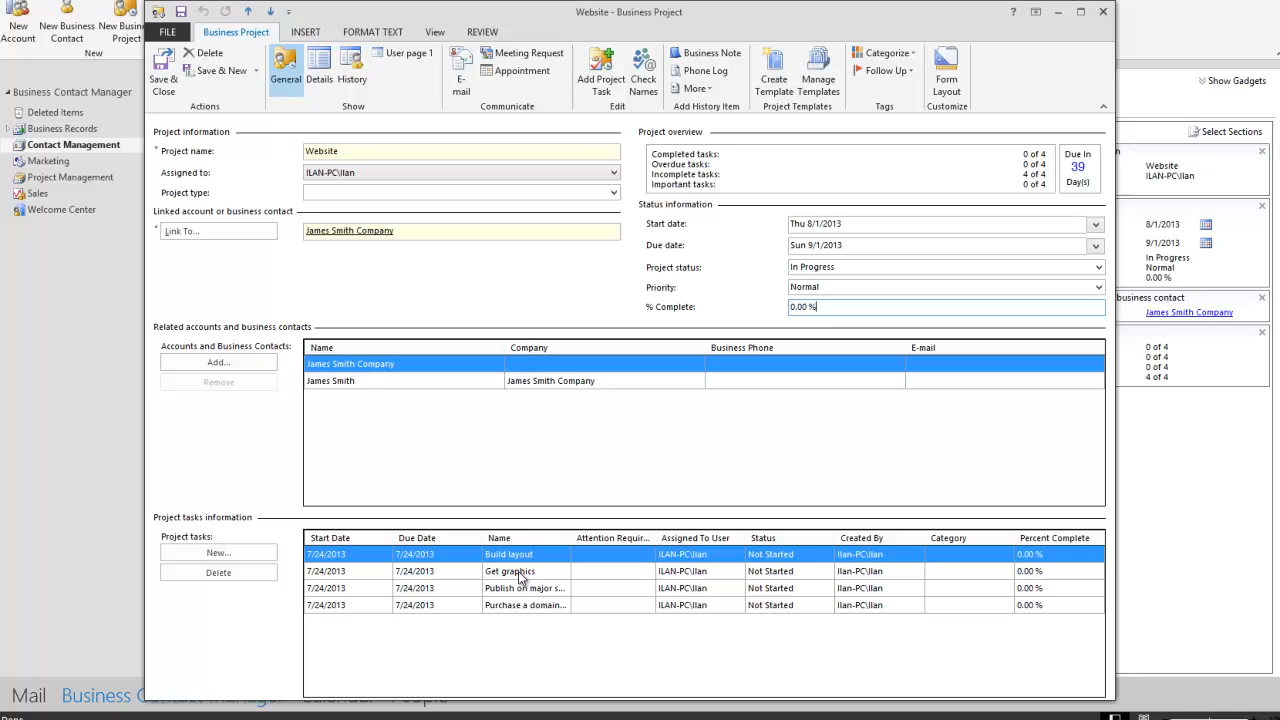 Website - Business Project
?
FILE
Business Project
INSERT
FORMAT TEXT
View
REVIEW
New Account
New Business Contact
New Busin
Project
New
Save & Close
Delete
Save & New
Actions
General
Details
History
User page 1
Show
E-mail
Meeting Request
Appointment
Communicate
Add Project Task
Check Names
Edit
Business Note
Phone Log
More
Add History Item
Create Template
Manage Templates
Project Templates
Categorize
Follow Up
Tags
Form Layout
Customize
Show Gadgets
Business Contact Manager
Deleted Items
Business Records
Contact Management
Marketing
Project Management
Sales
Welcome Center
Project information
* Project name:
Website
Assigned to:
ILAN-PC\Ilan
Project type:
Linked account or business contact
* Link To...
James Smith Company
Project overview
Completed tasks: 0 of 4
Overdue tasks: 0 of 4
Incomplete tasks: 4 of 4
Important tasks: 0 of 4
Due In
39
Day(s)
Status information
Start date: Thu 8/1/2013
Due date: Sun 9/1/2013
Project status: In Progress
Priority: Normal
% Complete: 0.00 %
Related accounts and business contacts
Accounts and Business Contacts:
Add...
Remove
Name Company Business Phone E-mail
James Smith Company
James Smith James Smith Company
Project tasks information
Project tasks:
New...
Delete
Start Date Due Date Name Attention Requir... Assigned To User Status Created By Category Percent Complete
7/24/2013 7/24/2013 Build layout ILAN-PC\Ilan Not Started Ilan-PC\Ilan 0.00 %
7/24/2013 7/24/2013 Get graphics ILAN-PC\Ilan Not Started Ilan-PC\Ilan 0.00 %
7/24/2013 7/24/2013 Publish on major s... ILAN-PC\Ilan Not Started Ilan-PC\Ilan 0.00 %
7/24/2013 7/24/2013 Purchase a domain... ILAN-PC\Ilan Not Started Ilan-PC\Ilan 0.00 %
Select Sections
Website
ILAN-PC\Ilan
8/1/2013
9/1/2013
In Progress
Normal
0.00 %
business contact
James Smith Company
0 of 4
0 of 4
0 of 4
4 of 4
Mail
Business